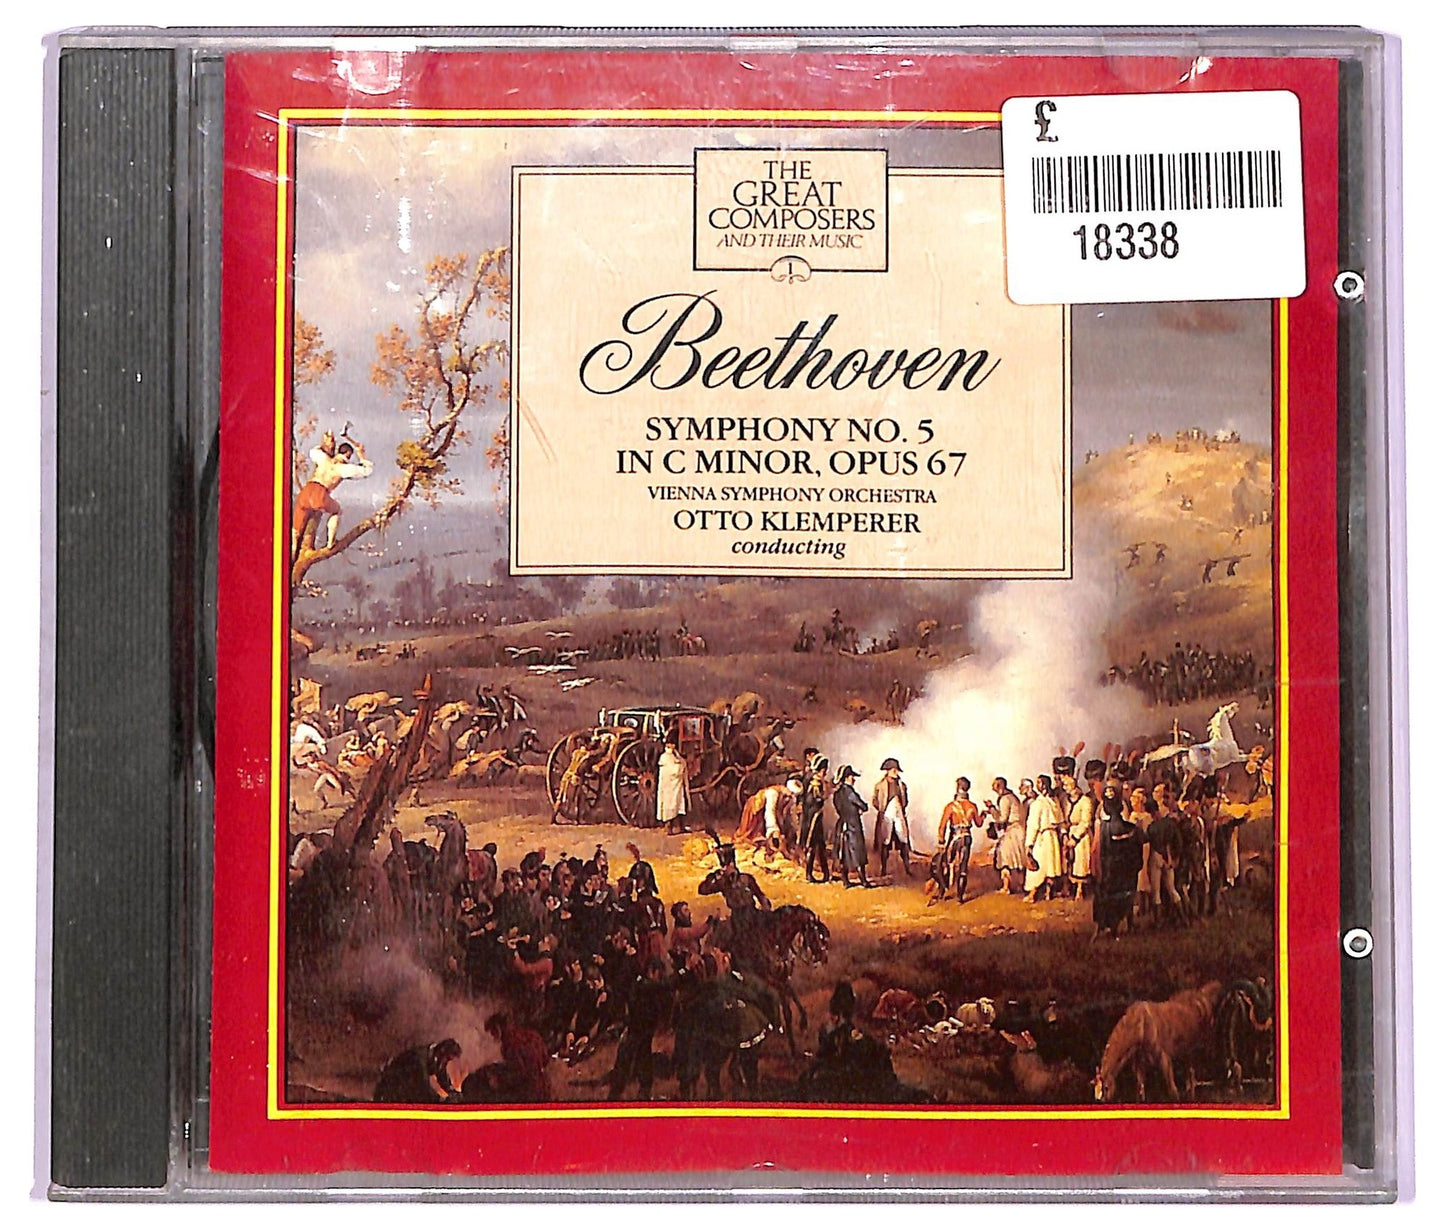 THE
GREAT
COMPOSERS
AND THEIR MUSIC
1
Beethoven
SYMPHONY NO. 5
IN C MINOR, OPUS 67
VIENNA SYMPHONY ORCHESTRA
OTTO KLEMPERER
conducting
£
18338